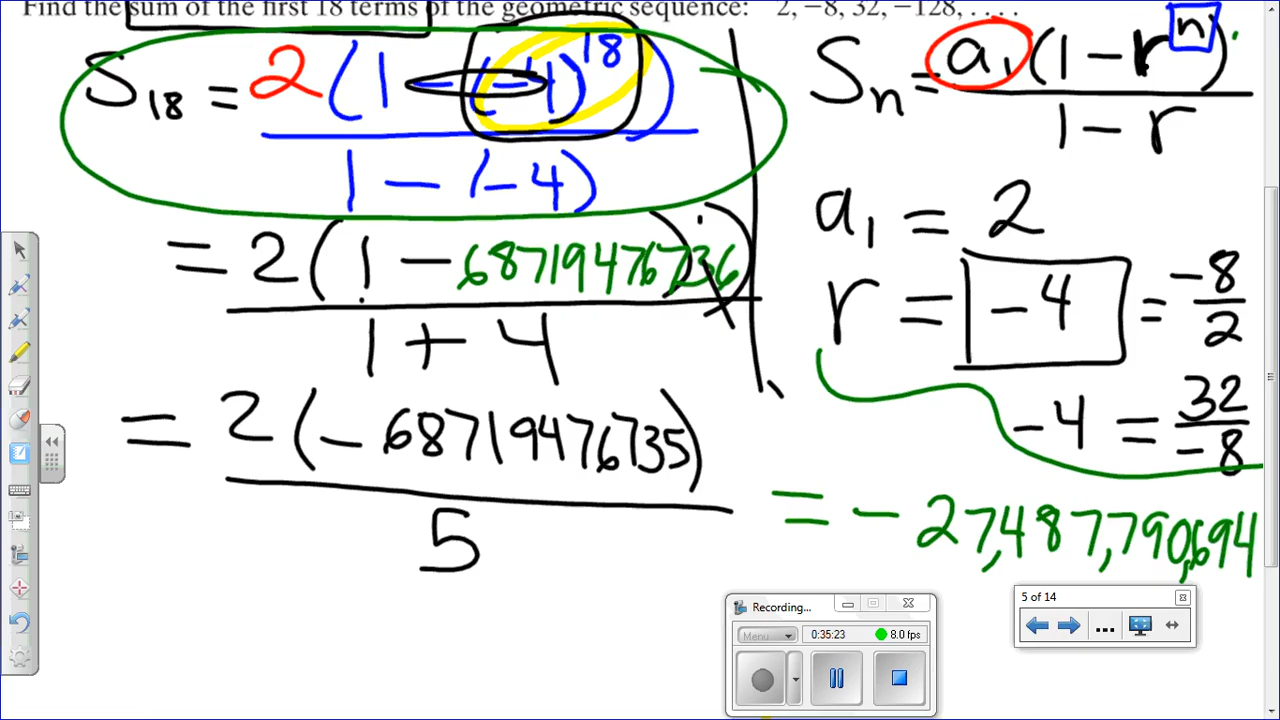 Find the sum of the first 18 terms of the geometric sequence: 2, −8, 32, −128, . . . .
S₁₈ = 2(1 − (−4)¹⁸)
1 − (−4)
= 2(1 − 68719476736)
1 + 4
= 2(− 68719476735)
5
Sₙ = a₁(1 − rⁿ)
1 − r
a₁ = 2
r = −4 = −8
2
−4 = 32
−8
= − 27,487,790,694
Recording...
Menu
0:35:23
8.0 fps
5 of 14
...